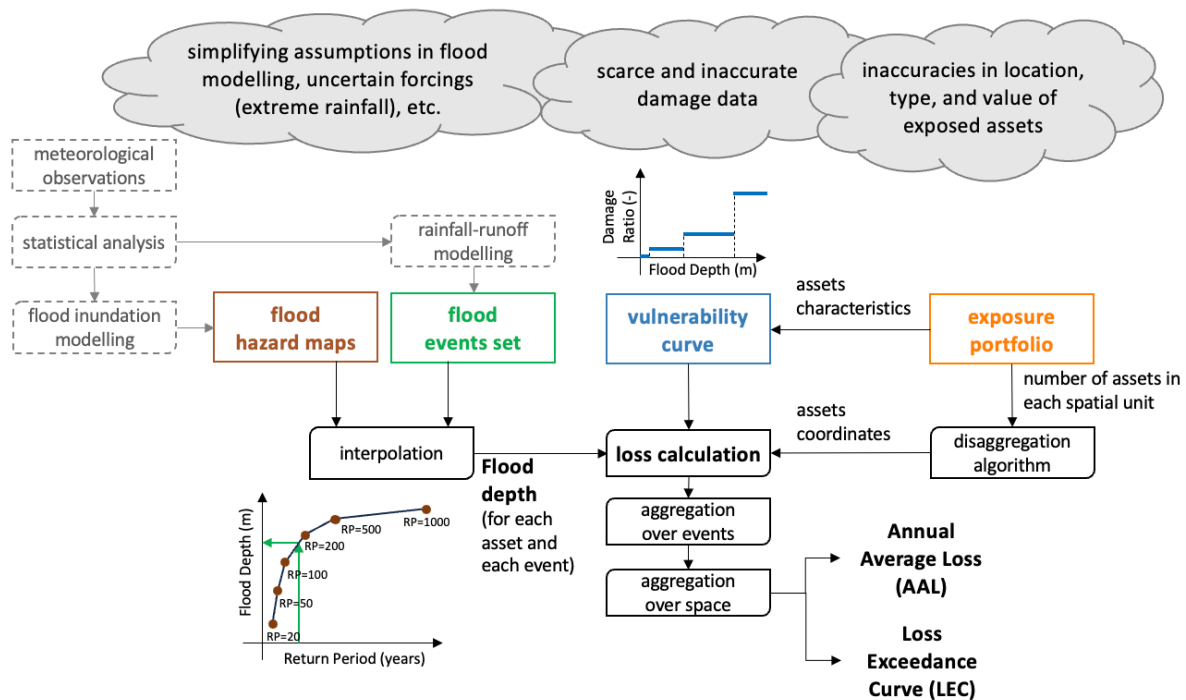 simplifying assumptions in flood
modelling, uncertain forcings
(extreme rainfall), etc.
scarce and inaccurate
damage data
inaccuracies in location,
type, and value of
exposed assets
meteorological
observations
statistical analysis
flood inundation
modelling
rainfall-runoff
modelling
Damage
Ratio (-)
Flood Depth (m)
flood
hazard maps
flood
events set
vulnerability
curve
assets
characteristics
exposure
portfolio
number of assets in
each spatial unit
interpolation
Flood
depth
(for each
asset and
each event)
loss calculation
assets
coordinates
disaggregation
algorithm
aggregation
over events
aggregation
over space
Annual
Average Loss
(AAL)
Loss
Exceedance
Curve (LEC)
Flood Depth (m)
RP=1000
RP=500
RP=200
RP=100
RP=50
RP=20
Return Period (years)